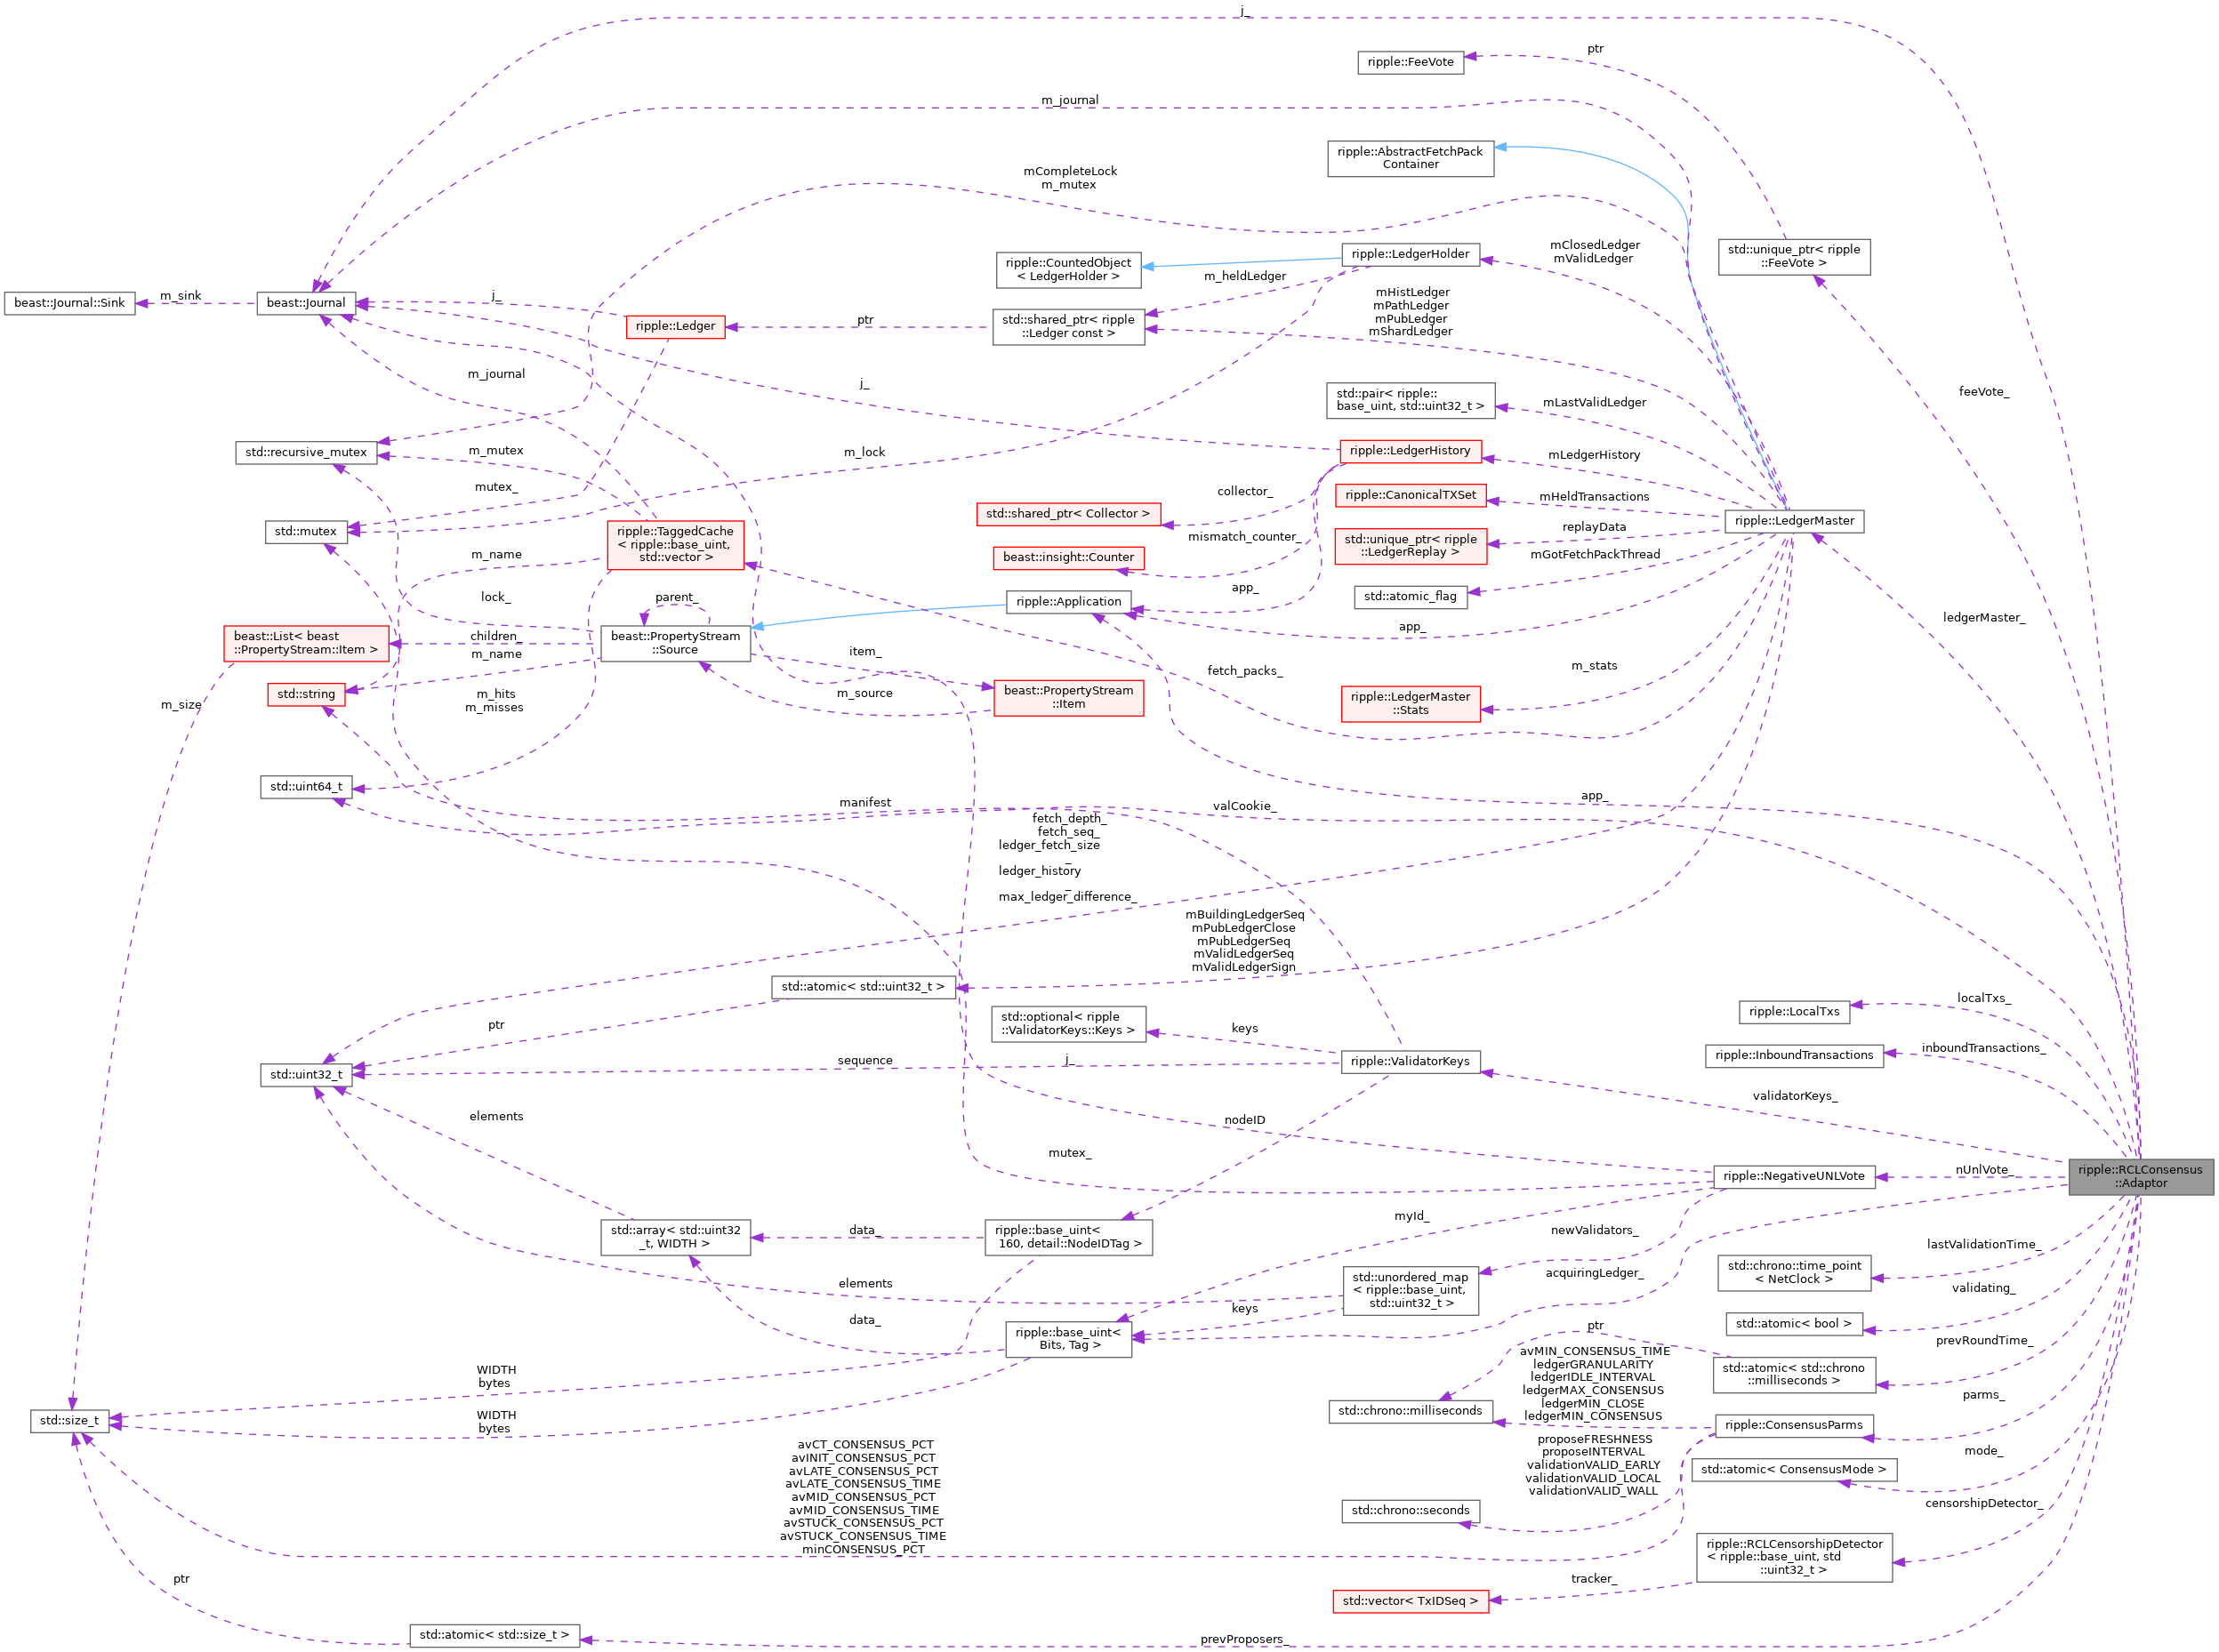 j_
ptr
ripple::FeeVote
m_journal
ripple::AbstractFetchPack
Container
mCompleteLock
m_mutex
mClosedLedger
mValidLedger
std::unique_ptr< ripple
::FeeVote >
ripple::LedgerHolder
ripple::CountedObject
< LedgerHolder >
m_heldLedger
beast::Journal::Sink
m_sink
beast::Journal
j_
ripple::Ledger
ptr
std::shared_ptr< ripple
::Ledger const >
mHistLedger
mPathLedger
mPubLedger
mShardLedger
m_journal
j_
std::pair< ripple::
base_uint, std::uint32_t >
mLastValidLedger
feeVote_
std::recursive_mutex
m_mutex
m_lock
ripple::LedgerHistory
mLedgerHistory
mutex_
collector_
std::shared_ptr< Collector >
ripple::CanonicalTXSet
mHeldTransactions
ripple::LedgerMaster
std::mutex
ripple::TaggedCache
< ripple::base_uint,
std::vector >
mismatch_counter_
std::unique_ptr< ripple
::LedgerReplay >
replayData
m_name
beast::insight::Counter
mGotFetchPackThread
app_
std::atomic_flag
lock_
parent_
ripple::Application
app_
ledgerMaster_
beast::List< beast
::PropertyStream::Item >
children_
beast::PropertyStream
::Source
m_name
item_
fetch_packs_
m_stats
std::string
m_source
beast::PropertyStream
::Item
ripple::LedgerMaster
::Stats
m_size
m_hits
m_misses
std::uint64_t
manifest
valCookie_
app_
fetch_depth_
fetch_seq_
ledger_fetch_size
_
ledger_history
_
max_ledger_difference_
mBuildingLedgerSeq
mPubLedgerClose
mPubLedgerSeq
mValidLedgerSeq
mValidLedgerSign
std::atomic< std::uint32_t >
ptr
std::optional< ripple
::ValidatorKeys::Keys >
keys
ripple::LocalTxs
localTxs_
std::uint32_t
sequence
j_
ripple::ValidatorKeys
ripple::InboundTransactions
inboundTransactions_
elements
nodeID
validatorKeys_
mutex_
ripple::NegativeUNLVote
nUnlVote_
ripple::RCLConsensus
::Adaptor
std::array< std::uint32
_t, WIDTH >
data_
ripple::base_uint<
160, detail::NodeIDTag >
myId_
newValidators_
lastValidationTime_
std::chrono::time_point
< NetClock >
elements
acquiringLedger_
std::unordered_map
< ripple::base_uint,
std::uint32_t >
validating_
data_
keys
ripple::base_uint<
Bits, Tag >
std::atomic< bool >
ptr
prevRoundTime_
WIDTH
bytes
avMIN_CONSENSUS_TIME
ledgerGRANULARITY
ledgerIDLE_INTERVAL
ledgerMAX_CONSENSUS
ledgerMIN_CLOSE
ledgerMIN_CONSENSUS
std::atomic< std::chrono
::milliseconds >
parms_
std::size_t
WIDTH
bytes
std::chrono::milliseconds
ripple::ConsensusParms
avCT_CONSENSUS_PCT
avINIT_CONSENSUS_PCT
avLATE_CONSENSUS_PCT
avLATE_CONSENSUS_TIME
avMID_CONSENSUS_PCT
avMID_CONSENSUS_TIME
avSTUCK_CONSENSUS_PCT
avSTUCK_CONSENSUS_TIME
minCONSENSUS_PCT
proposeFRESHNESS
proposeINTERVAL
validationVALID_EARLY
validationVALID_LOCAL
validationVALID_WALL
mode_
std::atomic< ConsensusMode >
std::chrono::seconds
censorshipDetector_
ripple::RCLCensorshipDetector
< ripple::base_uint, std
::uint32_t >
ptr
tracker_
std::vector< TxIDSeq >
std::atomic< std::size_t >
prevProposers_